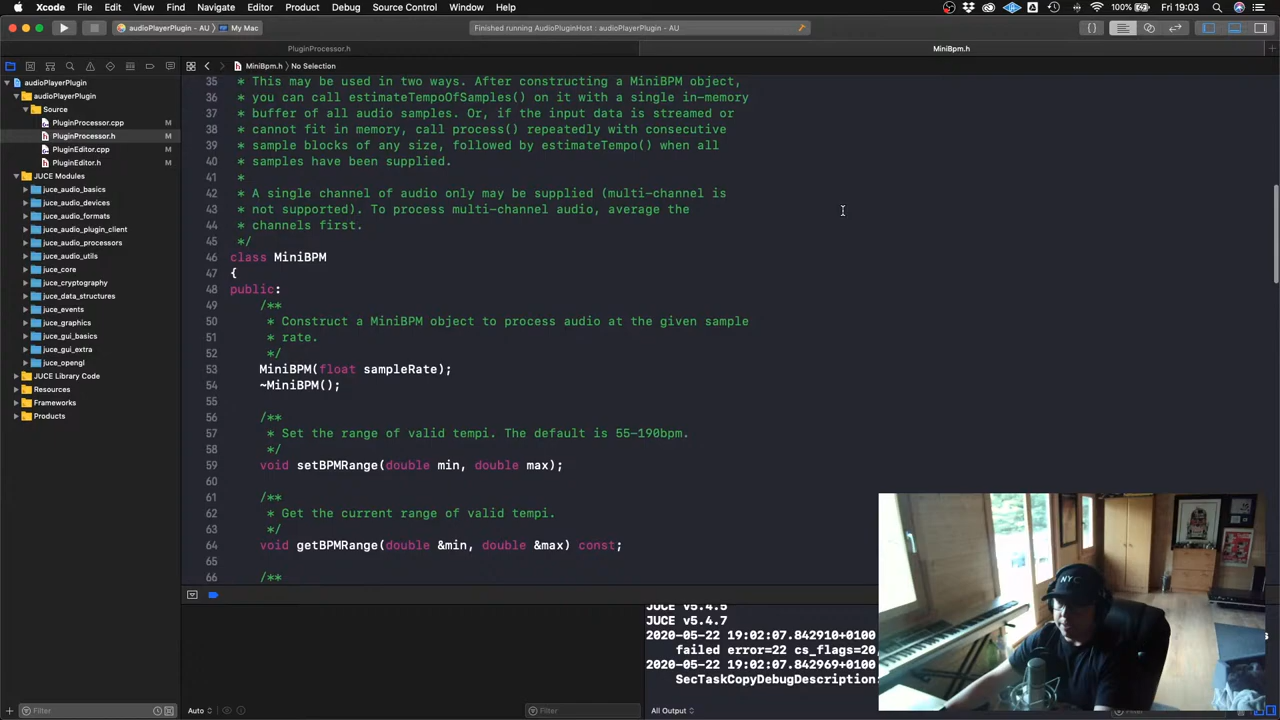 Xcode File Edit View Find Navigate Editor Product Debug Source Control Window Help 100% Fri 19:03
audioPlayerPlugin – AU My Mac Finished running AudioPluginHost : audioPlayerPlugin - AU
PluginProcessor.h MiniBpm.h
MiniBpm.h No Selection
audioPlayerPlugin
audioPlayerPlugin
Source
PluginProcessor.cpp M
PluginProcessor.h M
PluginEditor.cpp M
PluginEditor.h M
JUCE Modules
juce_audio_basics
juce_audio_devices
juce_audio_formats
juce_audio_plugin_client
juce_audio_processors
juce_audio_utils
juce_core
juce_cryptography
juce_data_structures
juce_events
juce_graphics
juce_gui_basics
juce_gui_extra
juce_opengl
JUCE Library Code
Resources
Frameworks
Products
35 * This may be used in two ways. After constructing a MiniBPM object,
36 * you can call estimateTempoOfSamples() on it with a single in-memory
37 * buffer of all audio samples. Or, if the input data is streamed or
38 * cannot fit in memory, call process() repeatedly with consecutive
39 * sample blocks of any size, followed by estimateTempo() when all
40 * samples have been supplied.
41 *
42 * A single channel of audio only may be supplied (multi-channel is
43 * not supported). To process multi-channel audio, average the
44 * channels first.
45 */
46 class MiniBPM
47 {
48 public:
49 /**
50 * Construct a MiniBPM object to process audio at the given sample
51 * rate.
52 */
53 MiniBPM(float sampleRate);
54 ~MiniBPM();
55
56 /**
57 * Set the range of valid tempi. The default is 55-190bpm.
58 */
59 void setBPMRange(double min, double max);
60
61 /**
62 * Get the current range of valid tempi.
63 */
64 void getBPMRange(double &min, double &max) const;
65
66 /**
JUCE v5.4.5
JUCE v5.4.7
2020-05-22 19:02:07.842910+0100
failed error=22 cs_flags=20,
2020-05-22 19:02:07.842969+0100
SecTaskCopyDebugDescription:
NYC
Filter Auto Filter All Output